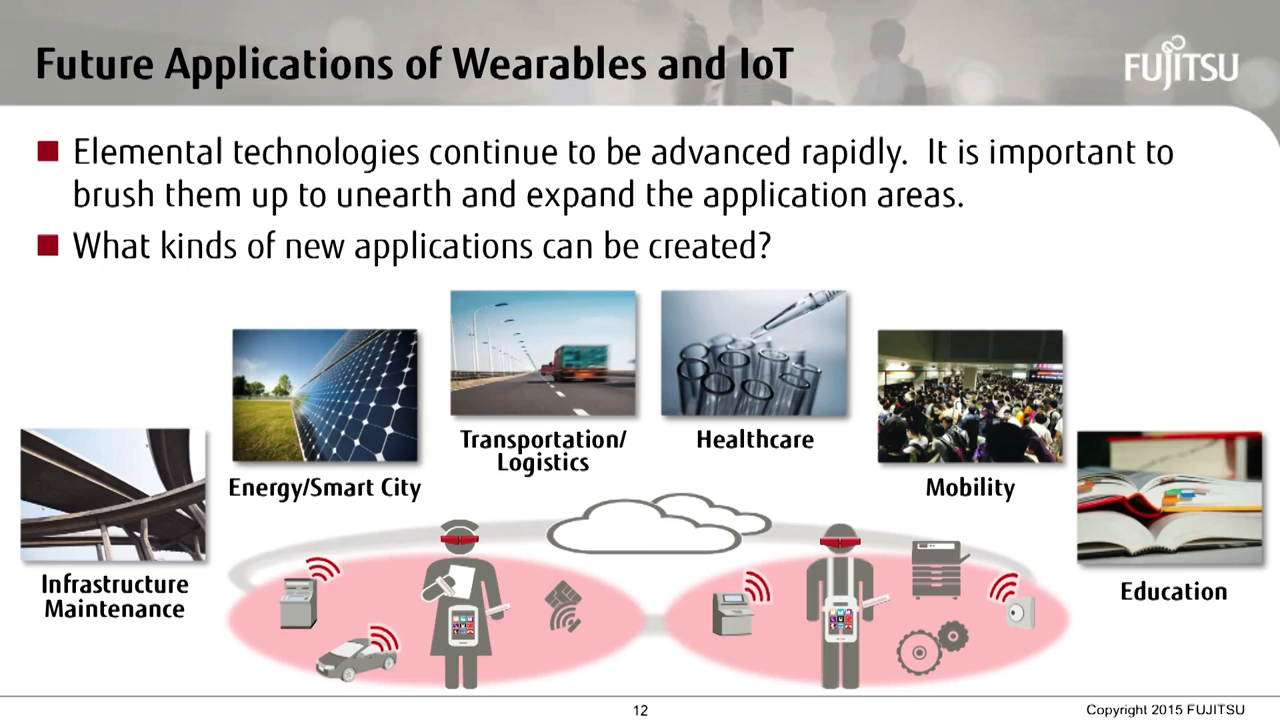 Future Applications of Wearables and IoT
FUJITSU
Elemental technologies continue to be advanced rapidly. It is important to
brush them up to unearth and expand the application areas.
What kinds of new applications can be created?
Infrastructure
Maintenance
Energy/Smart City
Transportation/
Logistics
Healthcare
Mobility
Education
12
Copyright 2015 FUJITSU